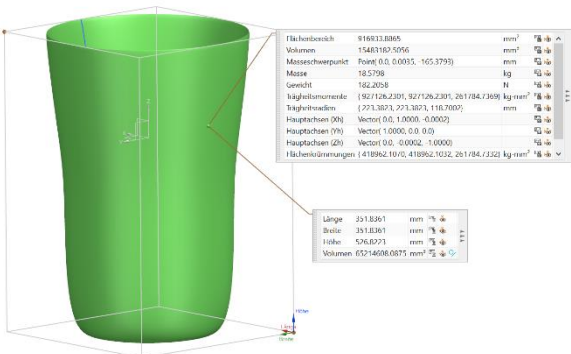 Flächenbereich 916933.8865 mm²
Volumen 15483182.5056 mm³
Masseschwerpunkt Point( 0.0, 0.0035, -165.3793) mm
Masse 18.5798 kg
Gewicht 182.2058 N
Trägheitsmomente ( 927126.2301, 927126.2301, 261784.7369) kg-mm²
Trägheitsradien ( 223.3823, 223.3823, 118.7002) mm
Hauptachsen (Xh) Vector( 0.0, 1.0000, -0.0002)
Hauptachsen (Yh) Vector( 1.0000, 0.0, 0.0)
Hauptachsen (Zh) Vector( 0.0, -0.0002, -1.0000)
Flächenkrümmungen ( 418962.1070, 418962.1032, 261784.7332) kg-mm²
Länge 351.8361 mm
Breite 351.8361 mm
Höhe 526.8223 mm
Volumen 65214698.0875 mm³
Höhe
Länge
Breite